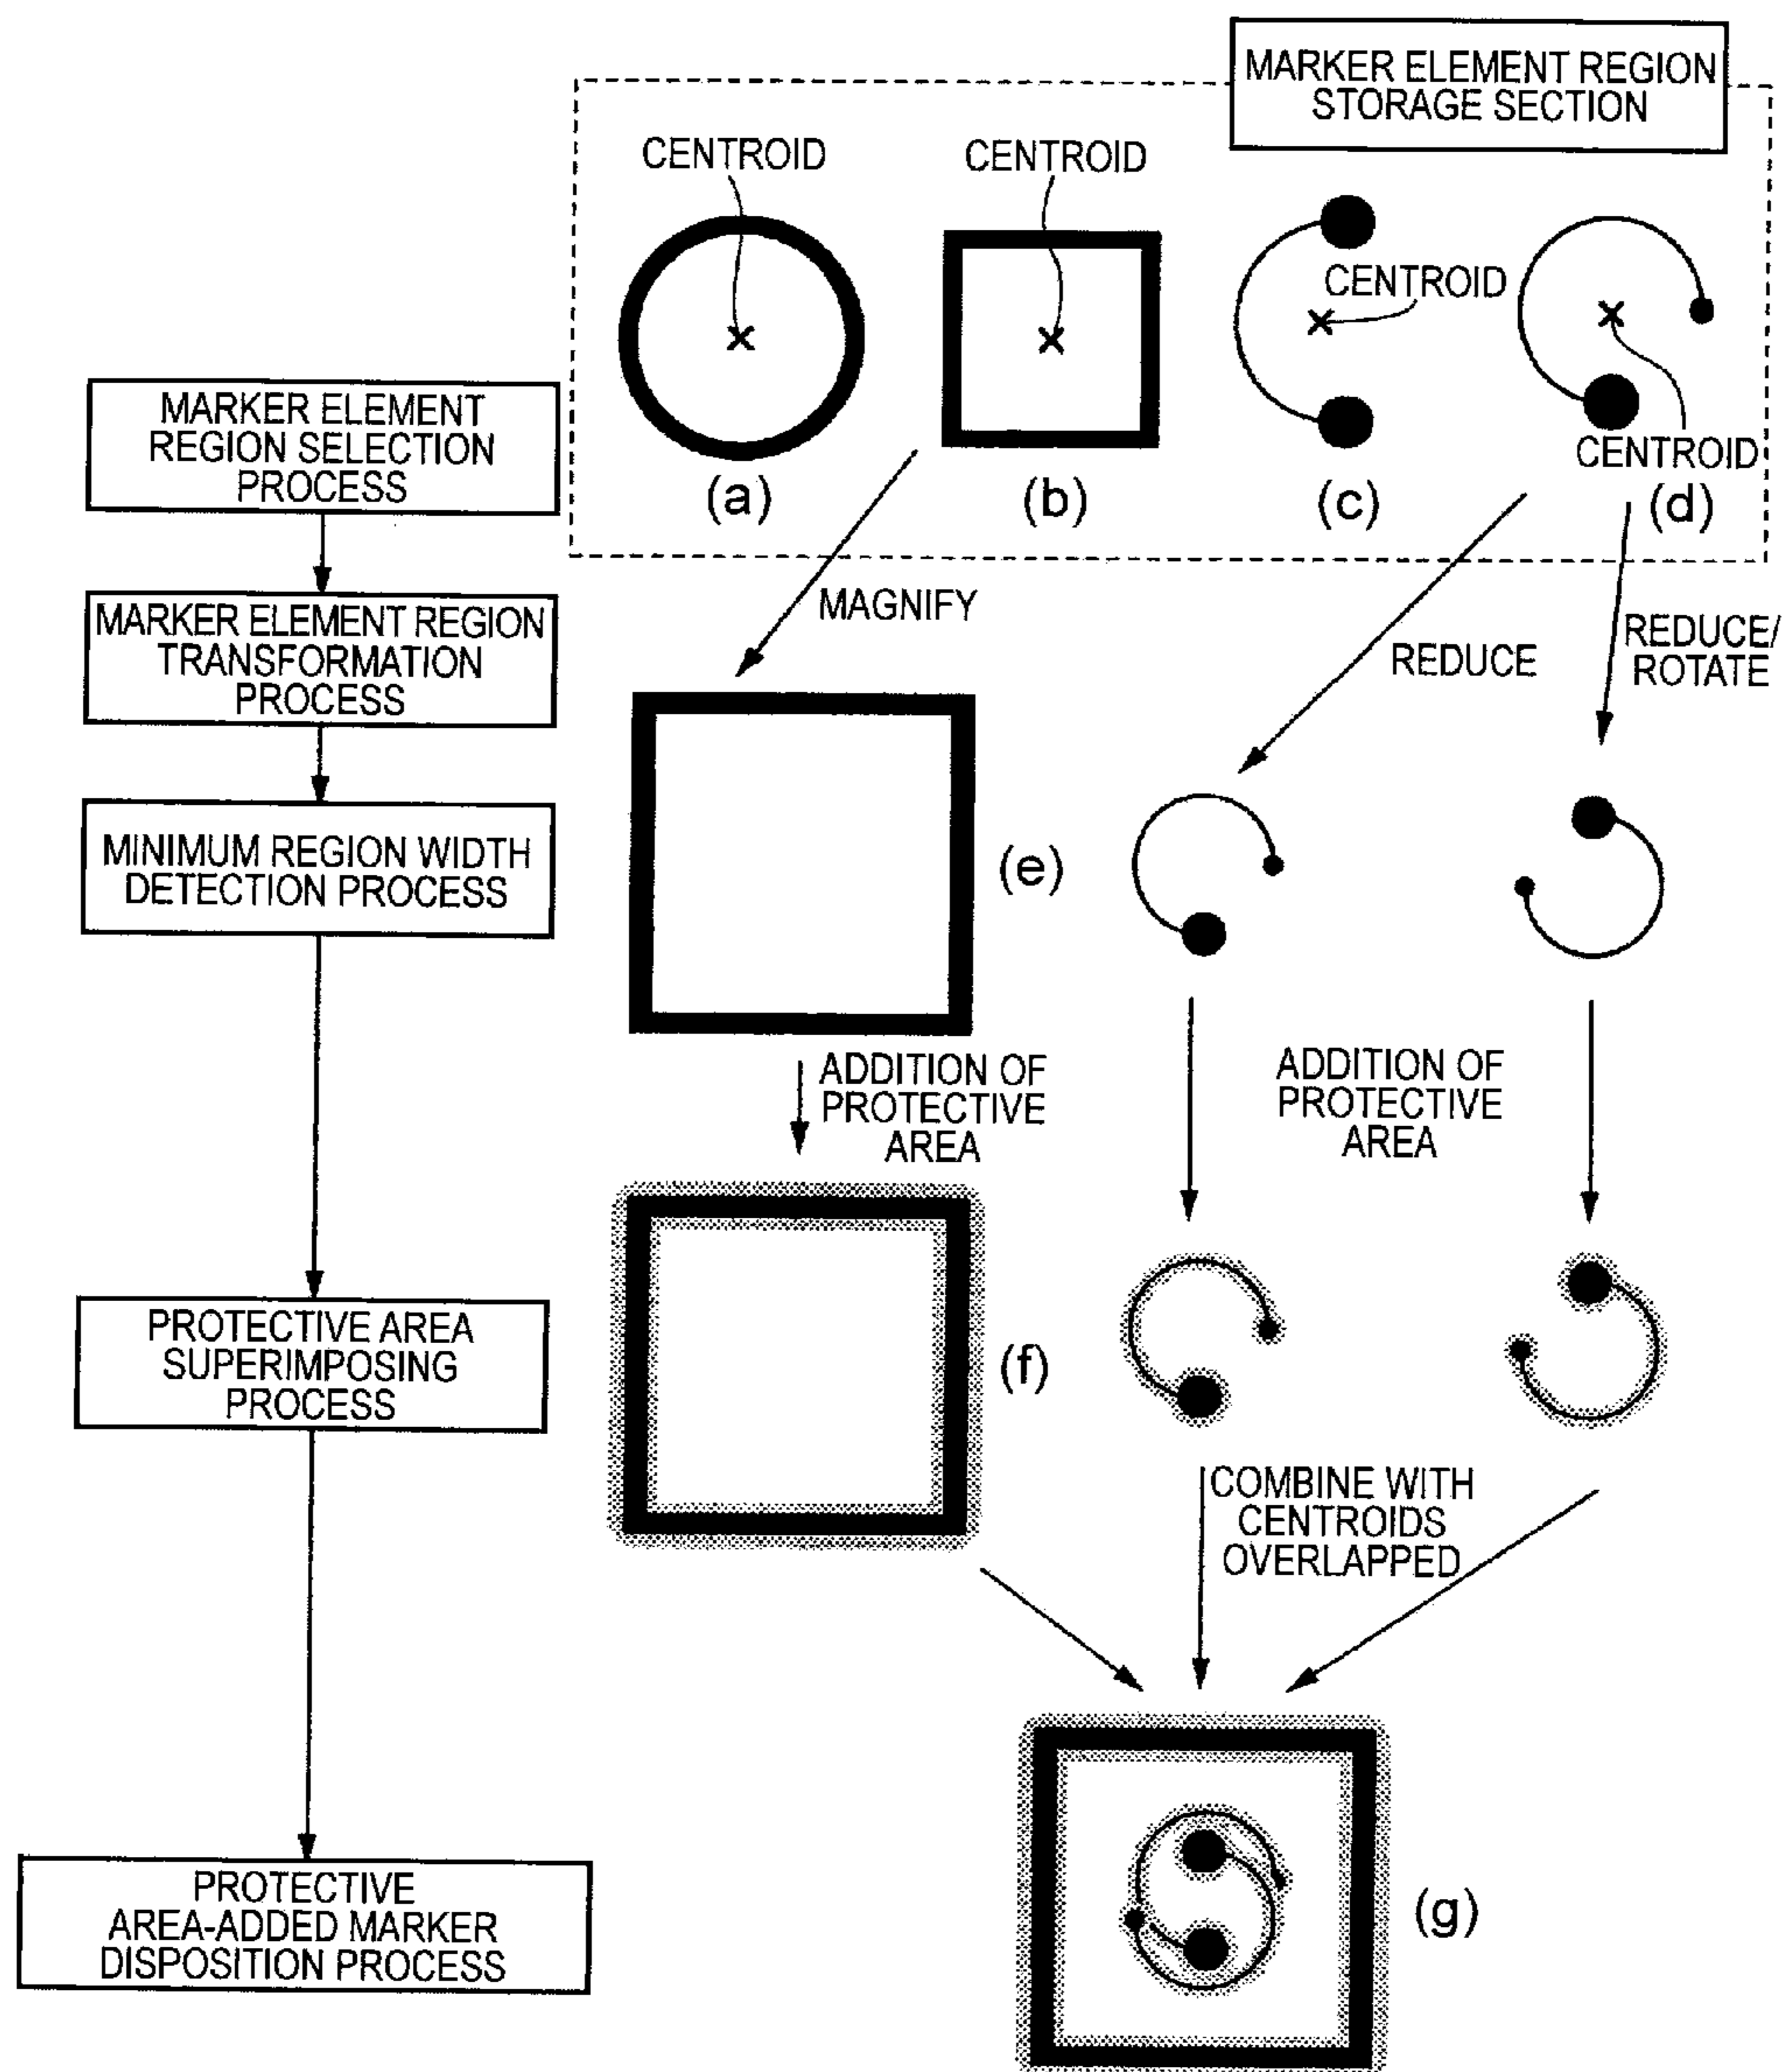 MARKER ELEMENT REGION
STORAGE SECTION
CENTROID
CENTROID
CENTROID
CENTROID
(a)
(b)
(c)
(d)
MARKER ELEMENT
REGION SELECTION
PROCESS
MAGNIFY
REDUCE
REDUCE/
ROTATE
MARKER ELEMENT REGION
TRANSFORMATION
PROCESS
MINIMUM REGION WIDTH
DETECTION PROCESS
(e)
ADDITION OF
PROTECTIVE
AREA
ADDITION OF
PROTECTIVE
AREA
PROTECTIVE AREA
SUPERIMPOSING
PROCESS
(f)
COMBINE WITH
CENTROIDS
OVERLAPPED
PROTECTIVE
AREA-ADDED MARKER
DISPOSITION PROCESS
(g)